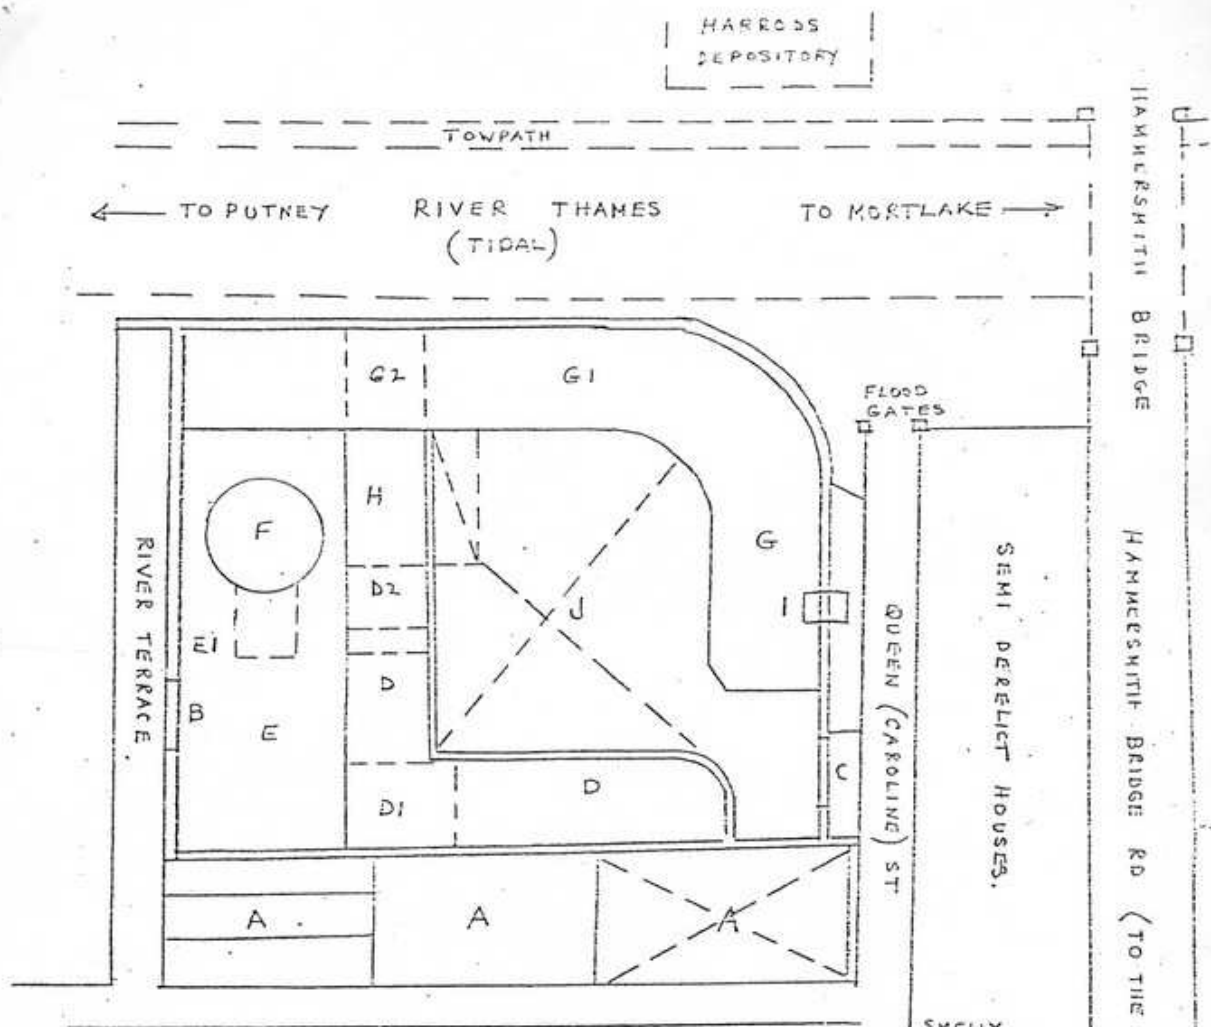 HARRODS
DEPOSITORY
TOWPATH
← TO PUTNEY RIVER THAMES TO MORTLAKE →
(TIDAL)
HAMMERSMITH BRIDGE
G2 G1
FLOOD
GATES
H
F
G
D2
J
I
E1
D
B
E
D
C
D1
RIVER TERRACE
QUEEN (CAROLINE) ST
SEMI DERELICT HOUSES.
HAMMERSMITH BRIDGE RD (TO THE
A A A